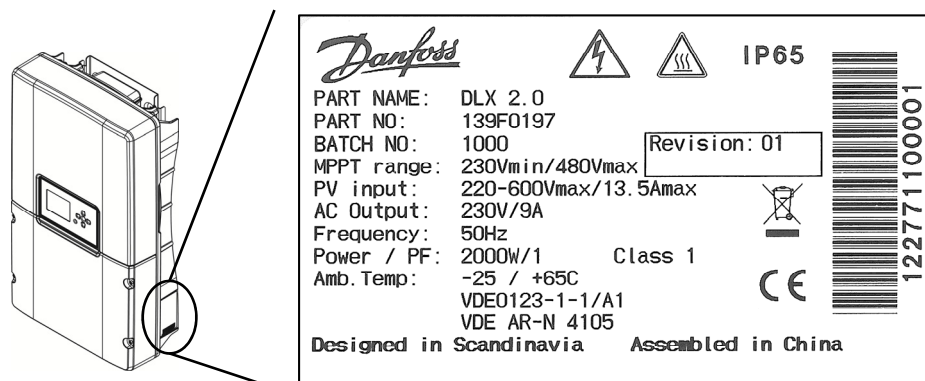 Danfoss
IP65
PART NAME: DLX 2.0
PART NO: 139F0197
BATCH NO: 1000
Revision: 01
MPPT range: 230Vmin/480Vmax
PV input: 220-600Vmax/13.5Amax
AC Output: 230V/9A
Frequency: 50Hz
Power / PF: 2000W/1 Class 1
Amb.Temp: -25 / +65C
VDE0123-1-1/A1
VDE AR-N 4105
CE
Designed in Scandinavia Assembled in China
122771100001